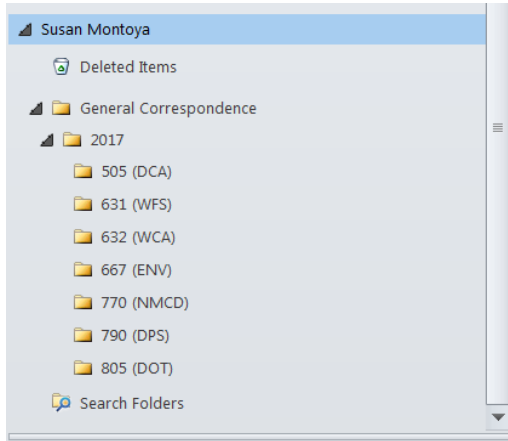 Susan Montoya
Deleted Items
General Correspondence
2017
505 (DCA)
631 (WFS)
632 (WCA)
667 (ENV)
770 (NMCD)
790 (DPS)
805 (DOT)
Search Folders